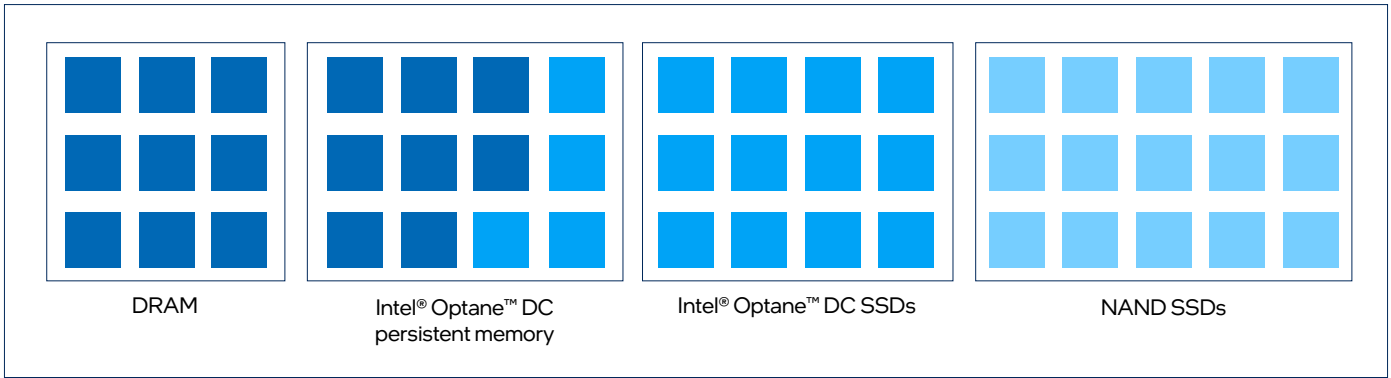 DRAM
Intel® Optane™ DC
persistent memory
Intel® Optane™ DC SSDs
NAND SSDs